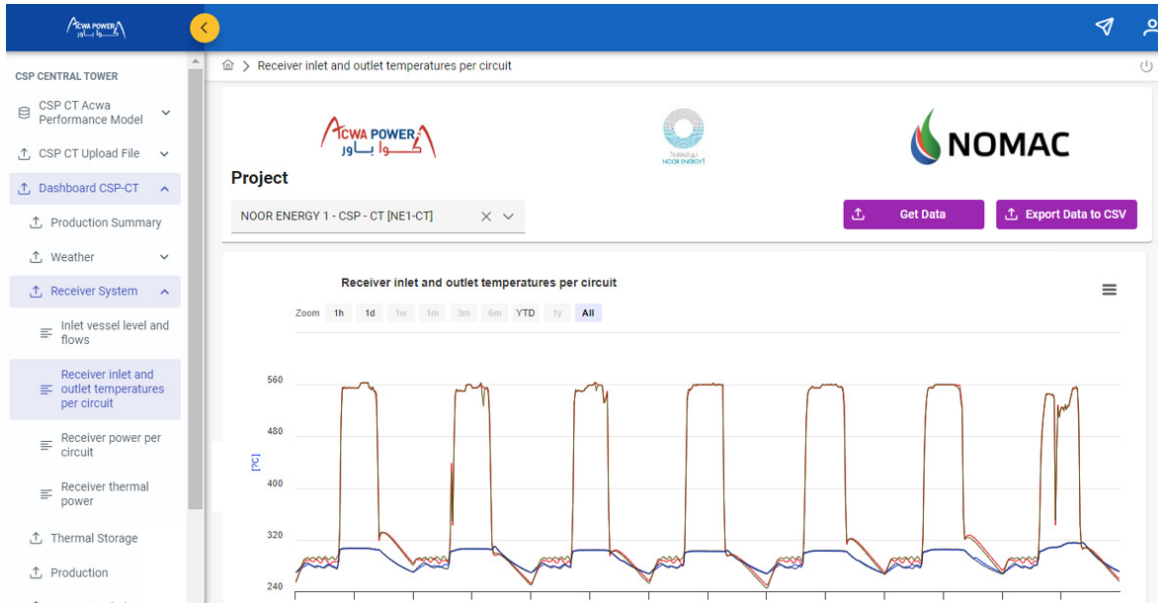 ACWA POWER
أكوا باور
CSP CENTRAL TOWER
CSP CT Acwa
Performance Model
CSP CT Upload File
Dashboard CSP-CT
Production Summary
Weather
Receiver System
Inlet vessel level and
flows
Receiver inlet and
outlet temperatures
per circuit
Receiver power per
circuit
Receiver thermal
power
Thermal Storage
Production
Receiver inlet and outlet temperatures per circuit
ACWA POWER
أكوا باور
NOOR ENERGY1
NOMAC
Project
NOOR ENERGY 1 - CSP - CT [NE1-CT]
Get Data
Export Data to CSV
Receiver inlet and outlet temperatures per circuit
Zoom 1h 1d 1w 1m 3m 6m YTD 1y All
560
480
[?C]
400
320
240